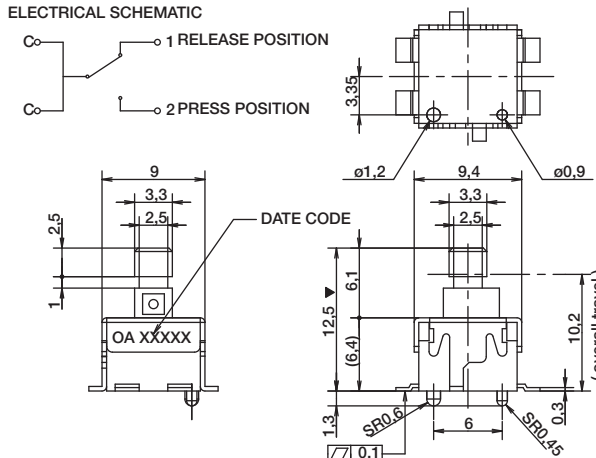 ELECTRICAL SCHEMATIC
C
1 RELEASE POSITION
C
2 PRESS POSITION
3,35
ø1,2
ø0,9
9
3,3
2,5
2,5
1
DATE CODE
OA XXXXX
9,4
3,3
2,5
6,1
12,5 ▼
(6,4)
10,2
(overall travel)
1,3
SR0,6
6
SR0,45
0,3
0,1